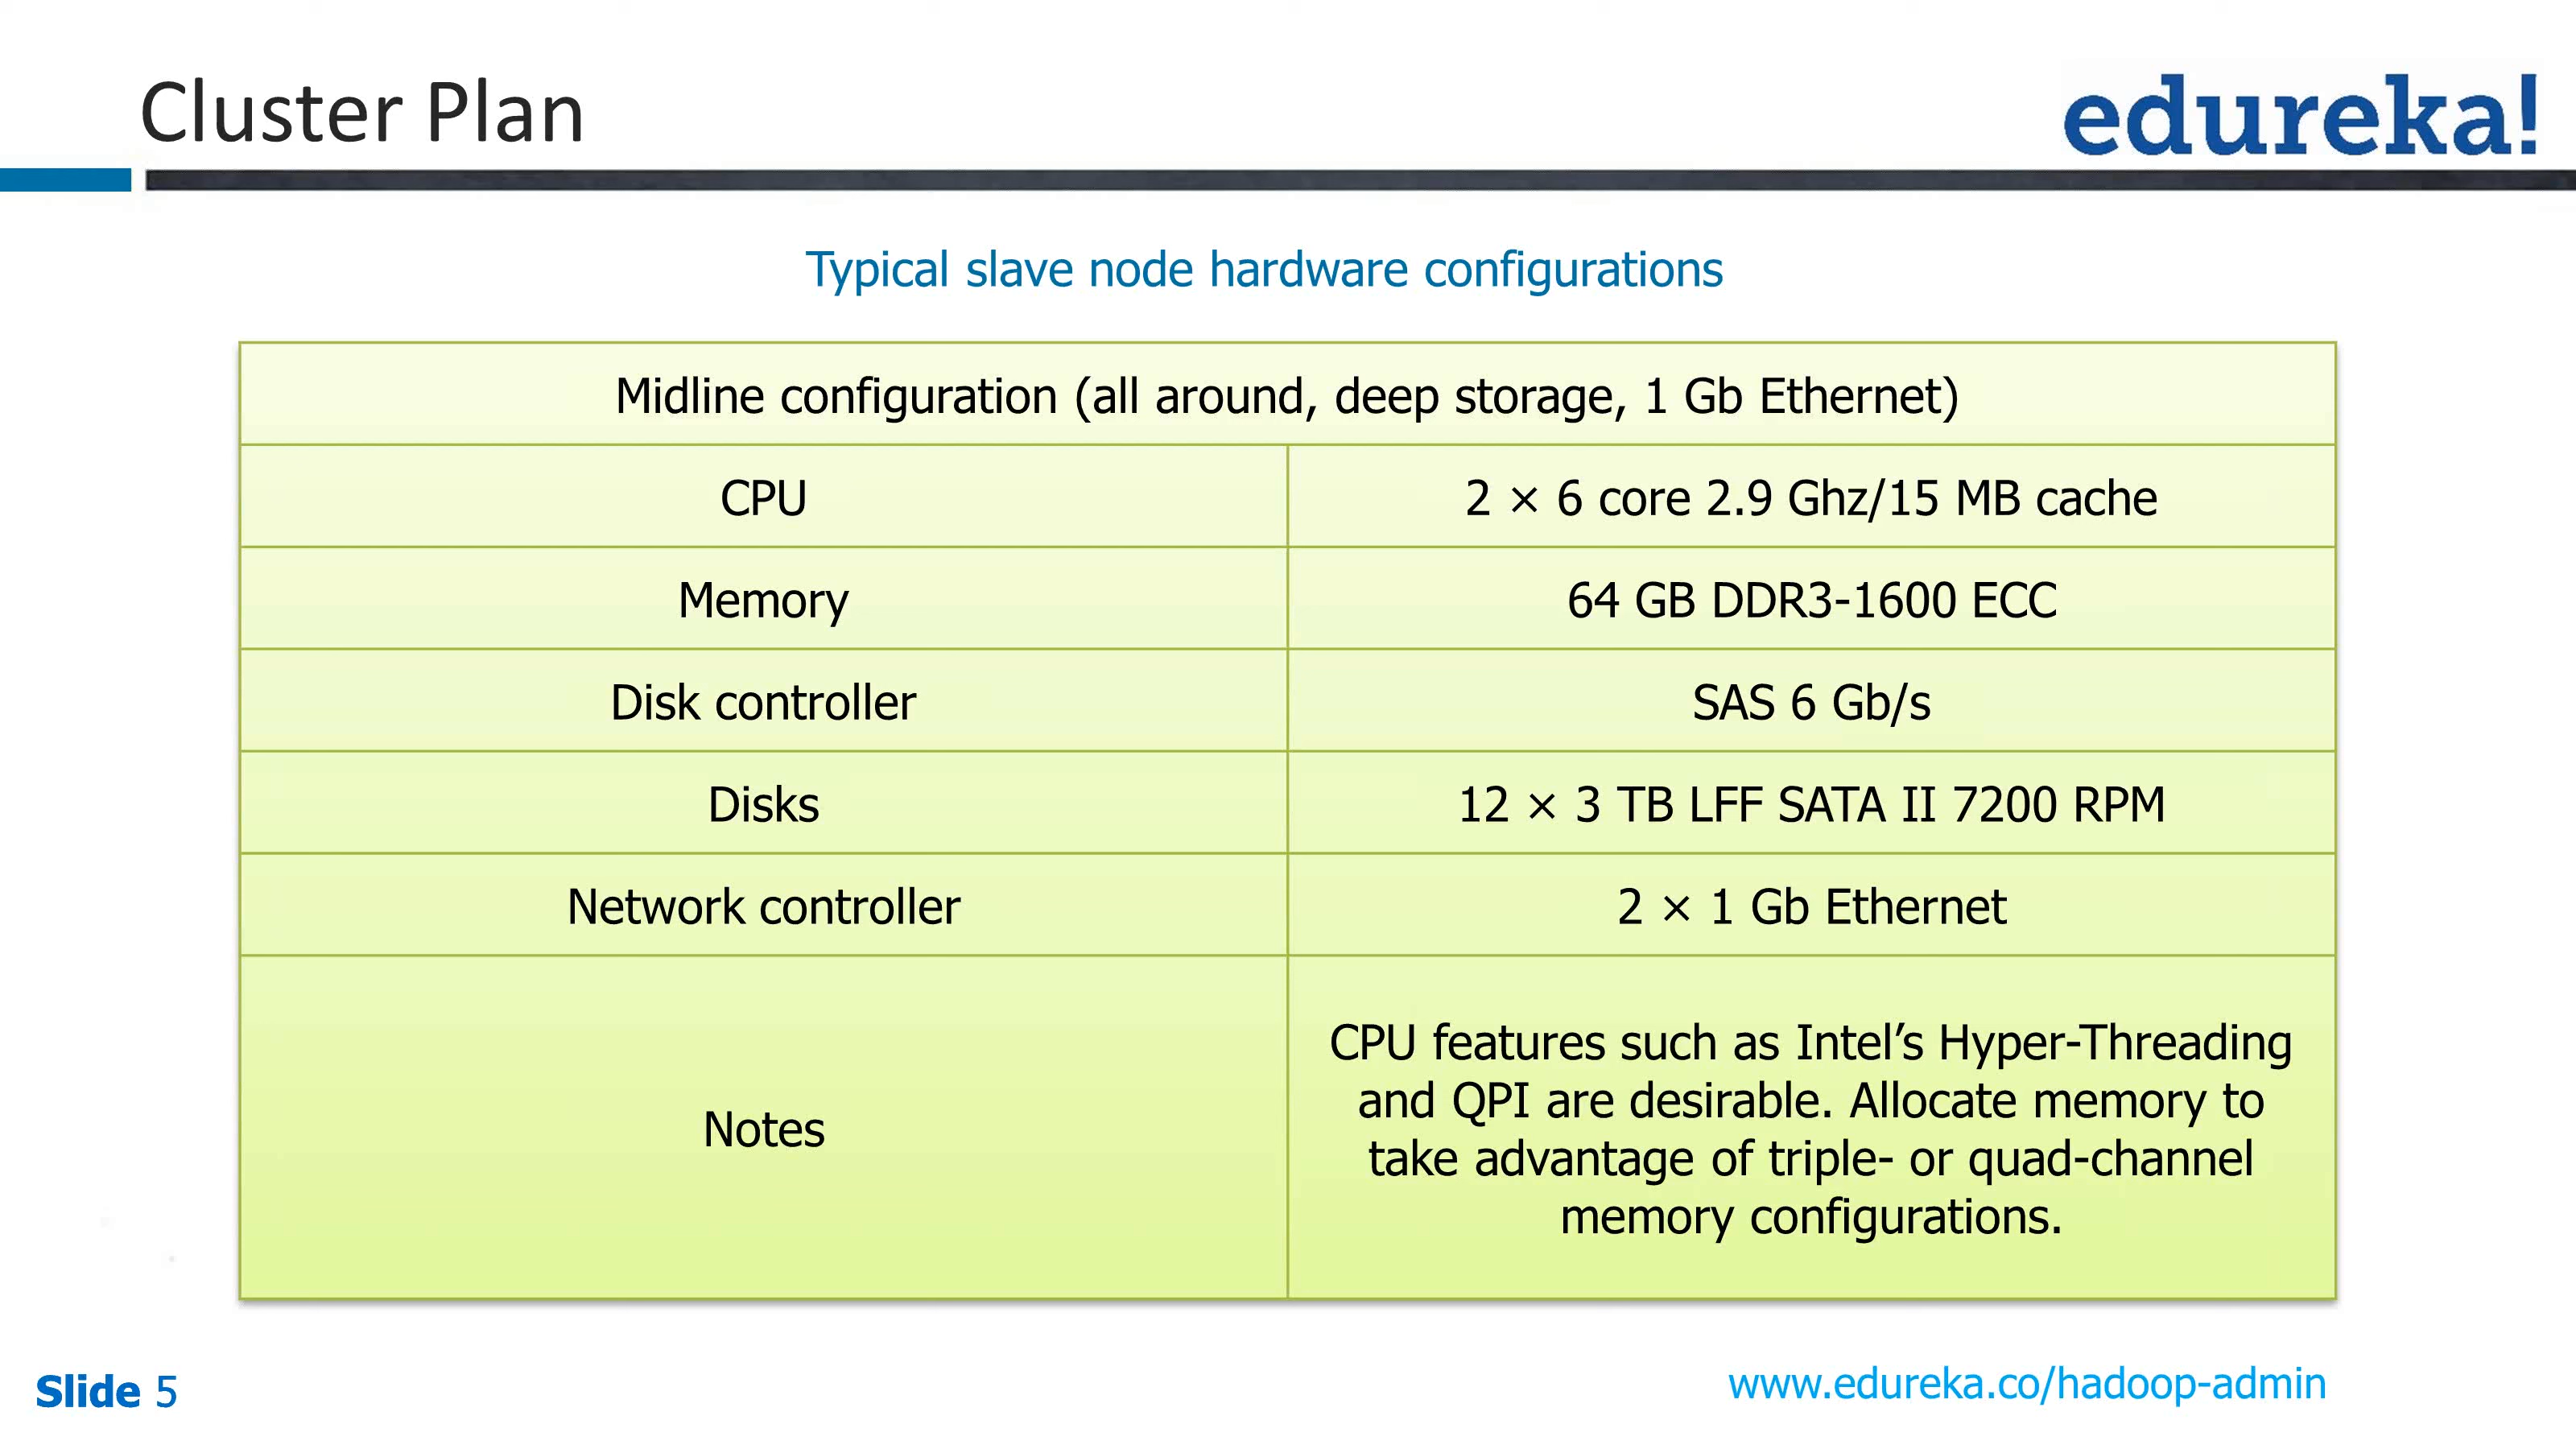 Cluster Plan
edureka!
Typical slave node hardware configurations
Midline configuration (all around, deep storage, 1 Gb Ethernet)
CPU
2 × 6 core 2.9 Ghz/15 MB cache
Memory
64 GB DDR3-1600 ECC
Disk controller
SAS 6 Gb/s
Disks
12 × 3 TB LFF SATA II 7200 RPM
Network controller
2 × 1 Gb Ethernet
Notes
CPU features such as Intel’s Hyper-Threading
and QPI are desirable. Allocate memory to
take advantage of triple- or quad-channel
memory configurations.
Slide 5
www.edureka.co/hadoop-admin